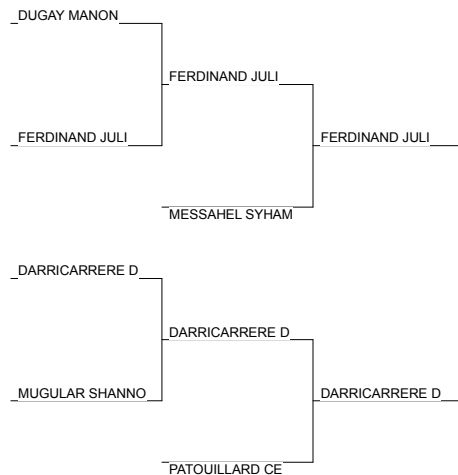 DUGAY MANON
FERDINAND JULI
FERDINAND JULI
FERDINAND JULI
MESSAHEL SYHAM
DARRICARRERE D
DARRICARRERE D
MUGULAR SHANNO
DARRICARRERE D
PATOUILLARD CE